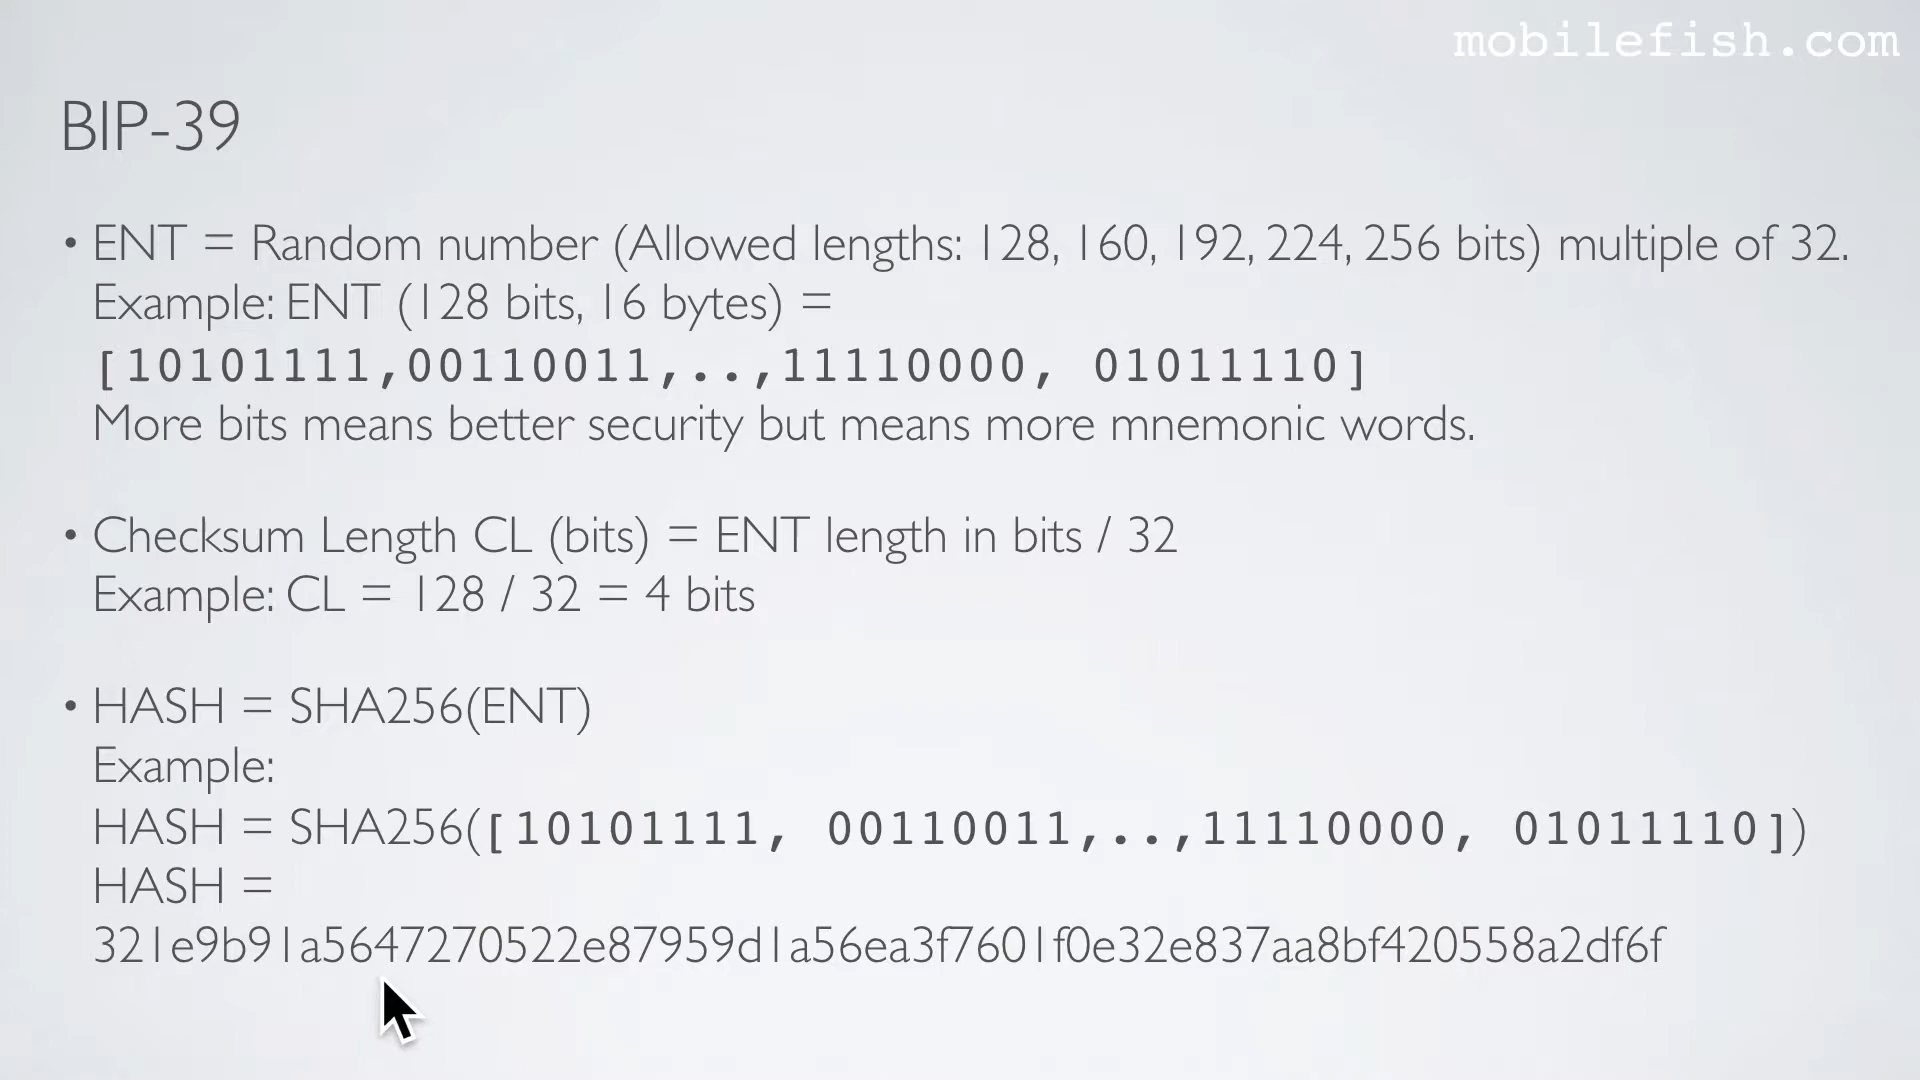 mobilefish.com
BIP-39
• ENT = Random number (Allowed lengths: 128, 160, 192, 224, 256 bits) multiple of 32.
Example: ENT (128 bits, 16 bytes) =
[10101111,00110011,..,11110000, 01011110]
More bits means better security but means more mnemonic words.
• Checksum Length CL (bits) = ENT length in bits / 32
Example: CL = 128 / 32 = 4 bits
• HASH = SHA256(ENT)
Example:
HASH = SHA256([10101111, 00110011,..,11110000, 01011110])
HASH =
321e9b91a5647270522e87959d1a56ea3f7601f0e32e837aa8bf420558a2df6f